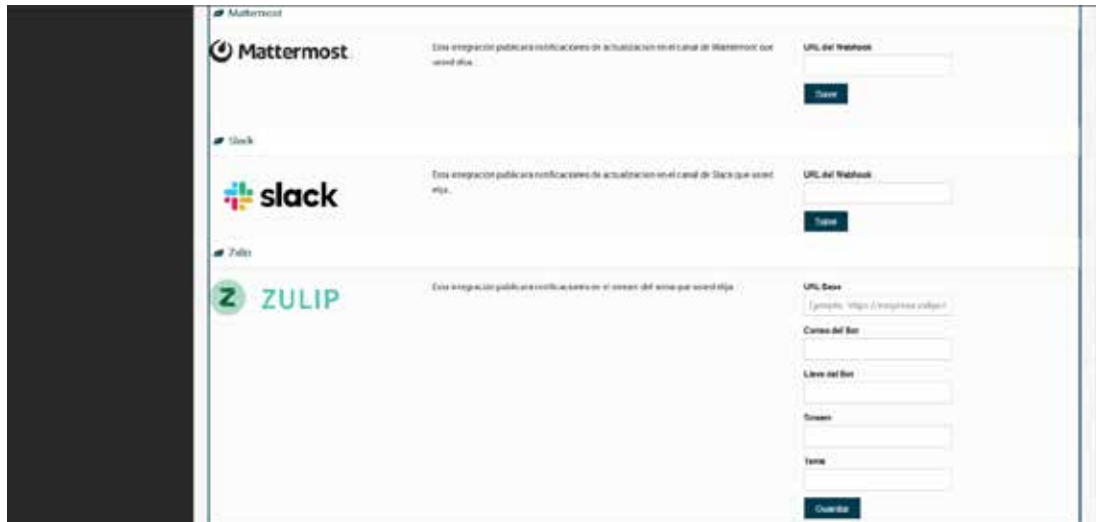 Mattermost
Mattermost
Esta integración publicará notificaciones de actualización en el canal de Mattermost que
usted elija.
URL del Webhook
Save
Slack
slack
Esta integración publicará notificaciones de actualización en el canal de Slack que usted
elija.
URL del Webhook
Save
Zulip
ZULIP
Esta integración publicará notificaciones en el stream del tema que usted elija
URL Base
Ejemplo: https://
Correo del Bot
Llave del Bot
Stream
Tema
Guardar